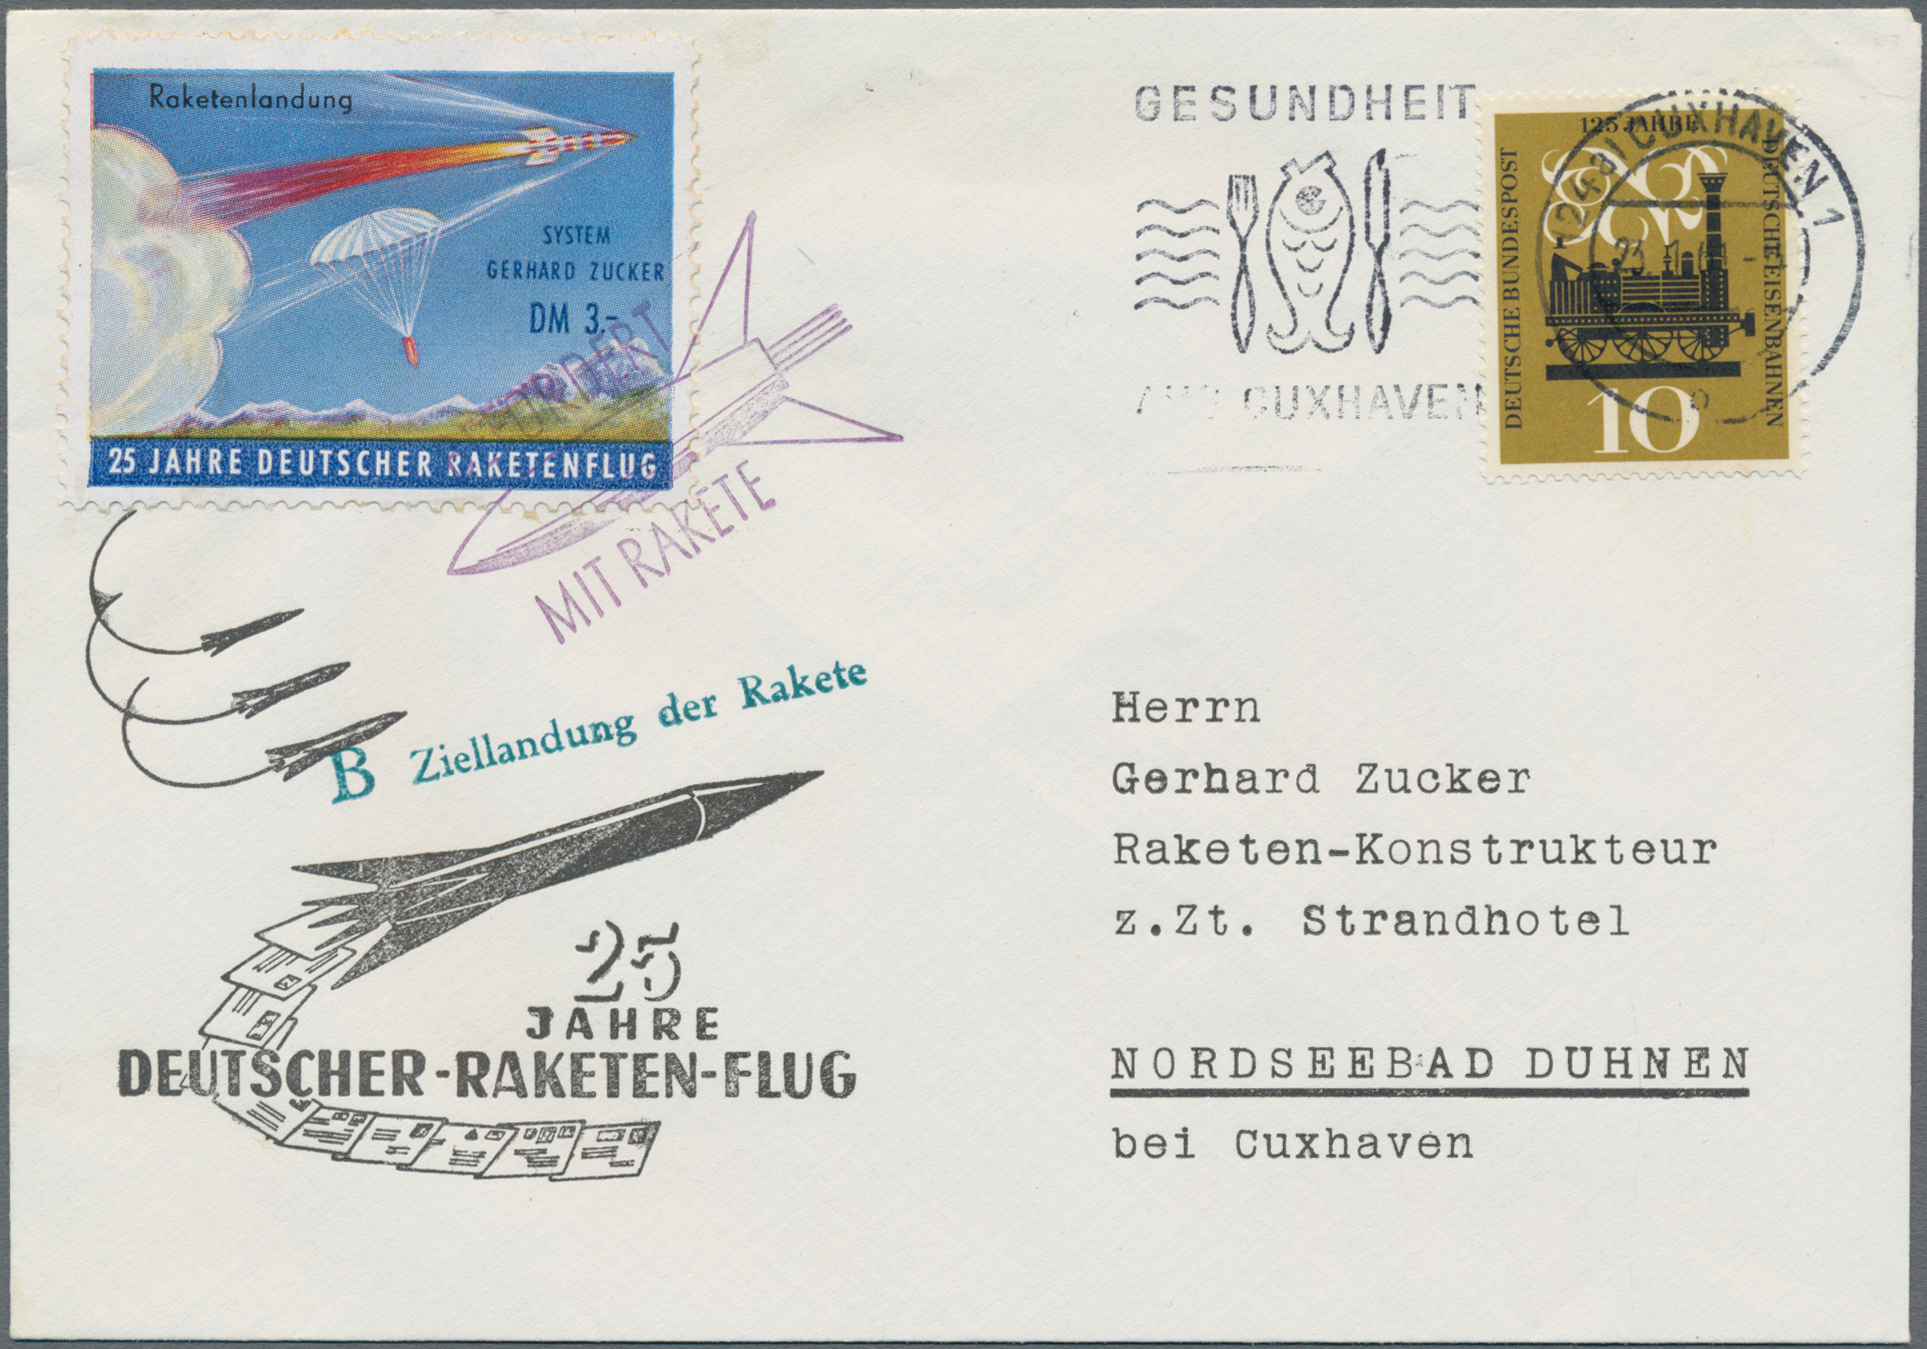 Raketenlandung
SYSTEM
GERHARD ZUCKER
DM 3.-
25 JAHRE DEUTSCHER RAKETENFLUG
MIT RAKETE
GESUNDHEIT
CUXHAVEN
125 JAHRE
DEUTSCHE EISENBAHNEN
DEUTSCHE BUNDESPOST
10
CUXHAVEN 1
B Ziellandung der Rakete
25
JAHRE
DEUTSCHER-RAKETEN-FLUG
Herrn
Gerhard Zucker
Raketen-Konstrukteur
z.Zt. Strandhotel
NORDSEEBAD DUHNEN
bei Cuxhaven